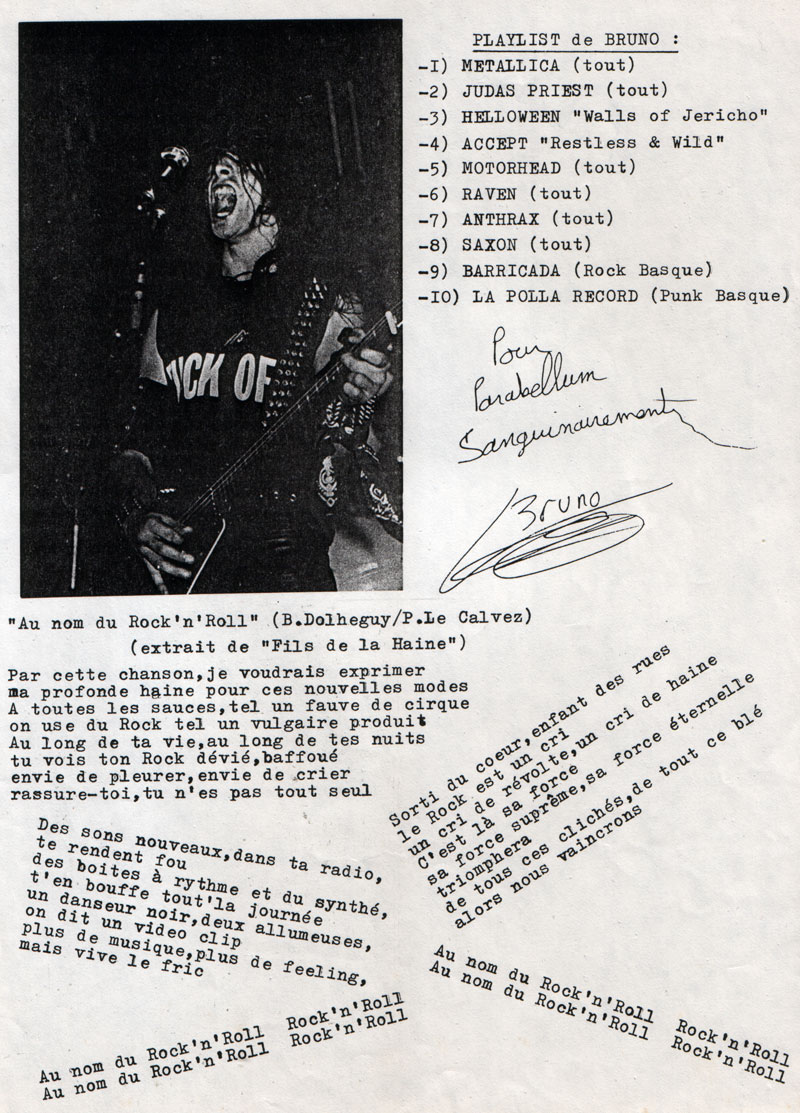 PLAYLIST de BRUNO :
-1) METALLICA (tout)
-2) JUDAS PRIEST (tout)
-3) HELLOWEEN "Walls of Jericho"
-4) ACCEPT "Restless & Wild"
-5) MOTORHEAD (tout)
-6) RAVEN (tout)
-7) ANTHRAX (tout)
-8) SAXON (tout)
-9) BARRICADA (Rock Basque)
-10) LA POLLA RECORD (Punk Basque)
OF
Pour
Parabellum
Sanguinairement
Bruno
"Au nom du Rock'n'Roll" (B.Dolheguy/P.Le Calvez)
(extrait de "Fils de la Haine")
Par cette chanson,je voudrais exprimer
ma profonde haine pour ces nouvelles modes
A toutes les sauces,tel un fauve de cirque
on use du Rock tel un vulgaire produit
Au long de ta vie,au long de tes nuits
tu vois ton Rock dévié,baffoué
envie de pleurer,envie de crier
rassure-toi,tu n'es pas tout seul
Des sons nouveaux,dans ta radio,
te rendent fou
des boites à rythme et du synthé,
t'en bouffe tout'la journée
un danseur noir,deux allumeuses,
on dit un video clip
plus de musique,plus de feeling,
mais vive le fric
Au nom du Rock'n'Roll Rock'n'Roll
Au nom du Rock'n'Roll Rock'n'Roll
Sorti du coeur,enfant des rues
le Rock est un cri
un cri de révolte,un cri de haine
C'est là sa force
sa force suprême,sa force éternelle
triomphera
de tous ces clichés,de tout ce blé
alors nous vaincrons
Au nom du Rock'n'Roll Rock'n'Roll
Au nom du Rock'n'Roll Rock'n'Roll